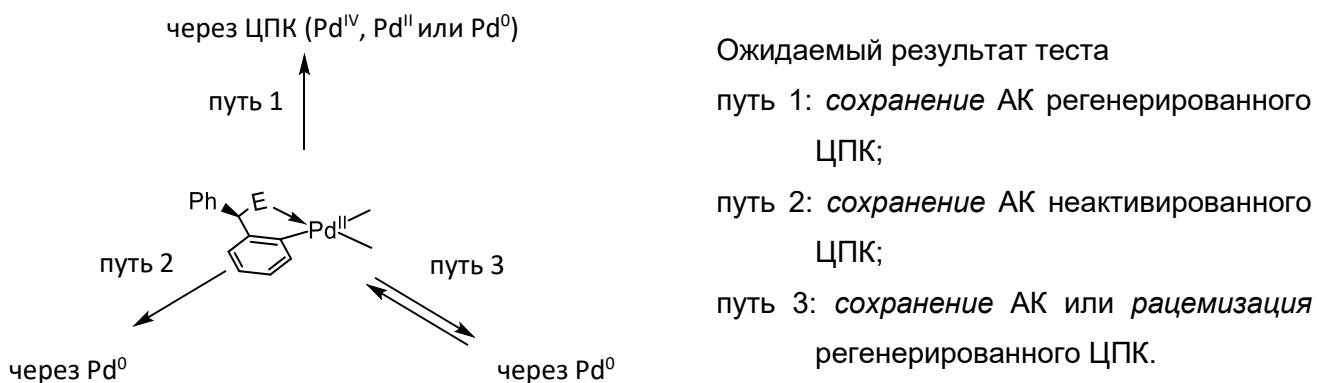 через ЦПК (Pdᴵⱽ, Pdᴵᴵ или Pd⁰)
путь 1
Ph
E
Pdᴵᴵ
путь 2
путь 3
через Pd⁰
через Pd⁰
Ожидаемый результат теста
путь 1: сохранение АК регенерированного
ЦПК;
путь 2: сохранение АК неактивированного
ЦПК;
путь 3: сохранение АК или рацемизация
регенерированного ЦПК.